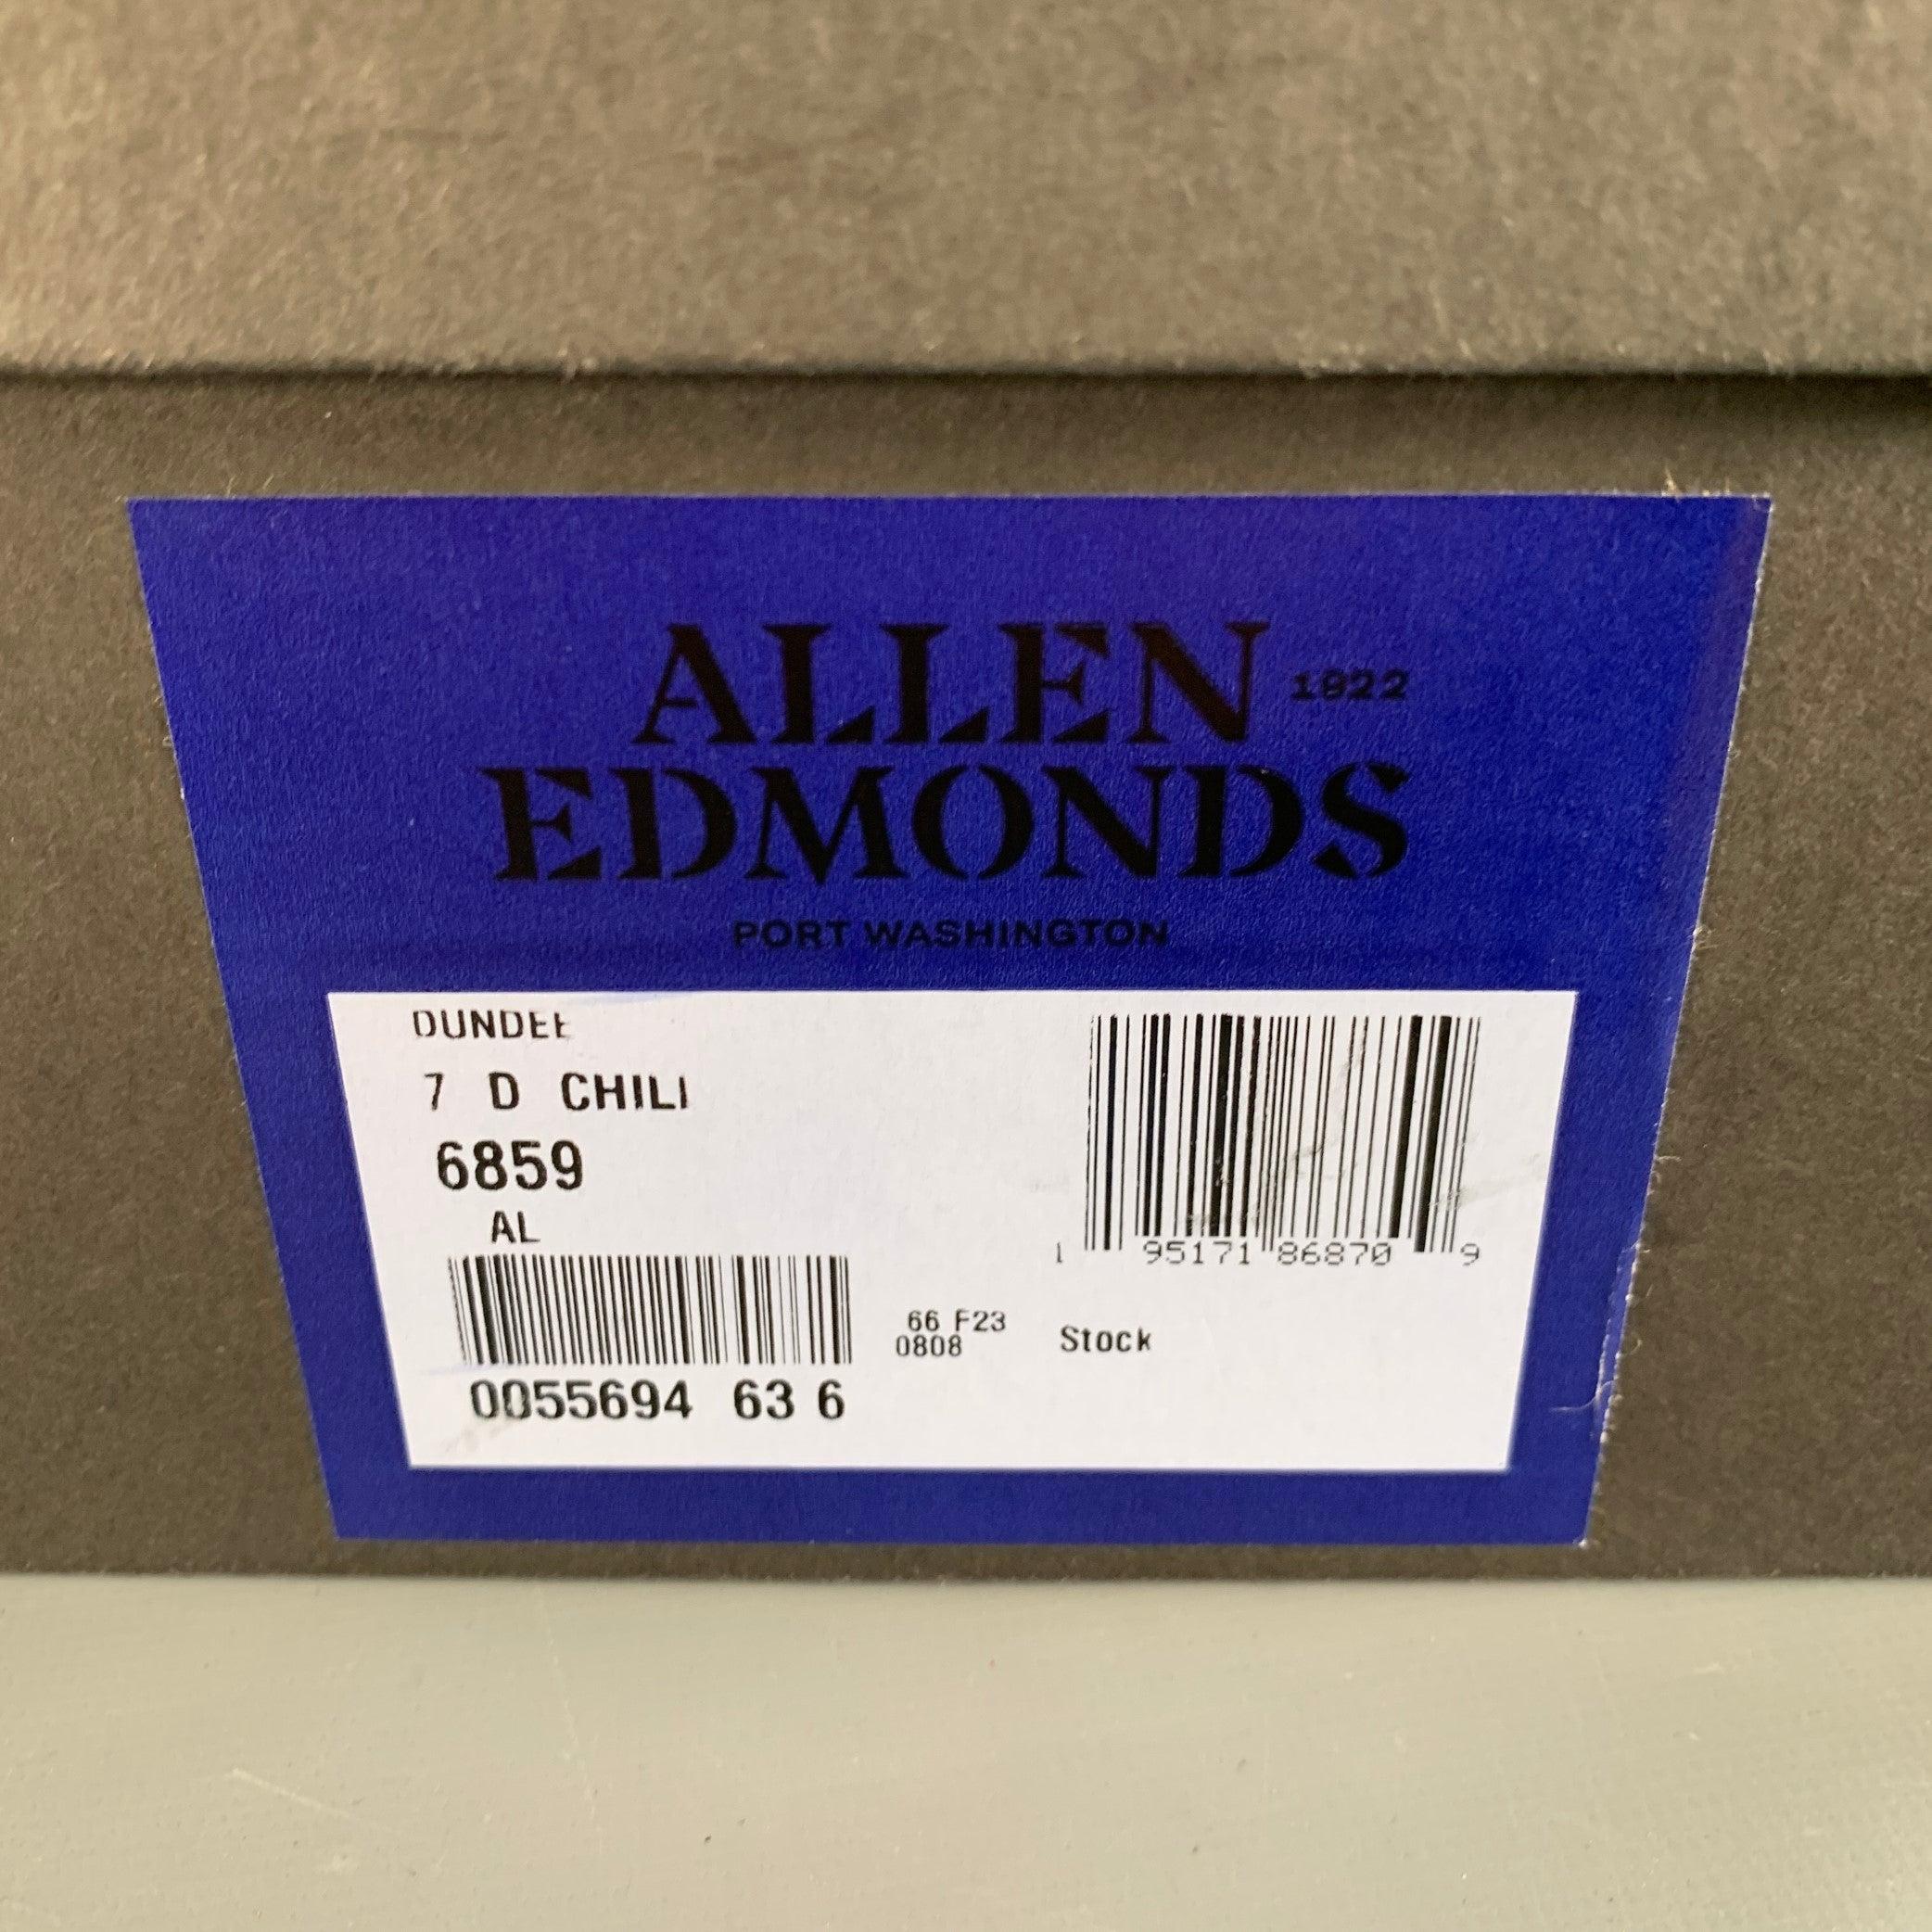 ALLEN 1922
EDMONDS
PORT WASHINGTON
DUNDEE
7 D CHILI
6859
AL
1 95171 86870 9
66 F23
0808
Stock
0055694 63 6